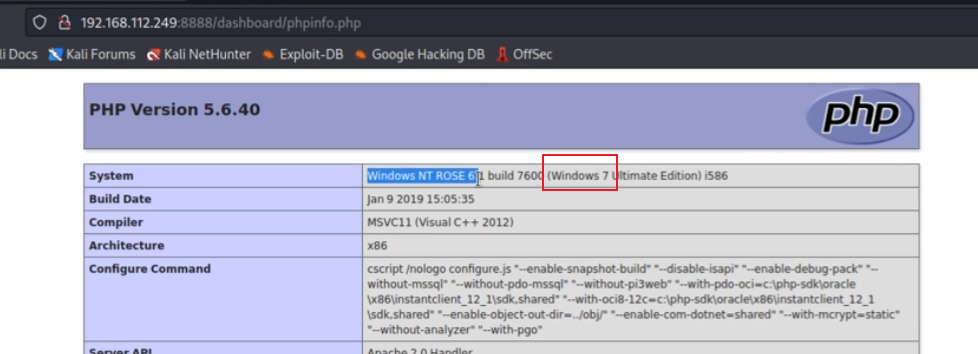 192.168.112.249:8888/dashboard/phpinfo.php
li Docs Kali Forums Kali NetHunter Exploit-DB Google Hacking DB OffSec
PHP Version 5.6.40
php
System Windows NT ROSE 6.1 build 7600 (Windows 7 Ultimate Edition) i586
Build Date Jan 9 2019 15:05:35
Compiler MSVC11 (Visual C++ 2012)
Architecture x86
Configure Command cscript /nologo configure.js "--enable-snapshot-build" "--disable-isapi" "--enable-debug-pack" "--
without-mssql" "--without-pdo-mssql" "--without-pi3web" "--with-pdo-oci=c:\php-sdk\oracle
\x86\instantclient_12_1\sdk,shared" "--with-oci8-12c=c:\php-sdk\oracle\x86\instantclient_12_1
\sdk,shared" "--enable-object-out-dir=../obj/" "--enable-com-dotnet=shared" "--with-mcrypt=static"
"--without-analyzer" "--with-pgo"
Server API Apache 2.0 Handler